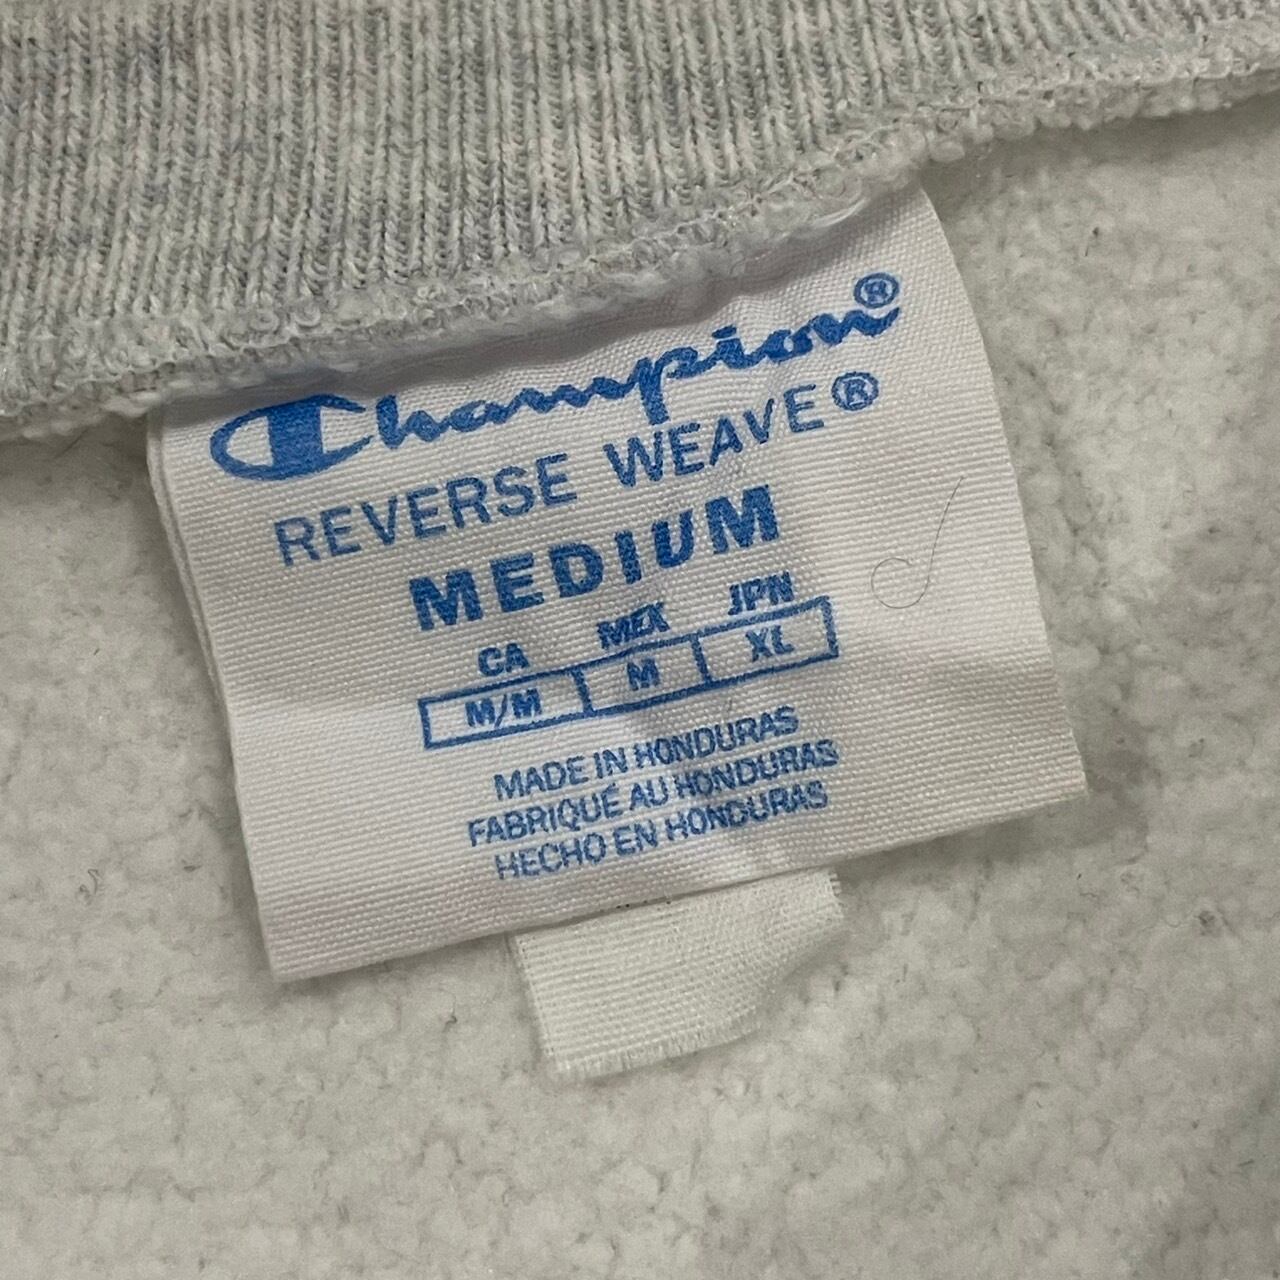 Champion®
REVERSE WEAVE®
MEDIUM
CA MEX JPN
M/M M XL
MADE IN HONDURAS
FABRIQUÉ AU HONDURAS
HECHO EN HONDURAS